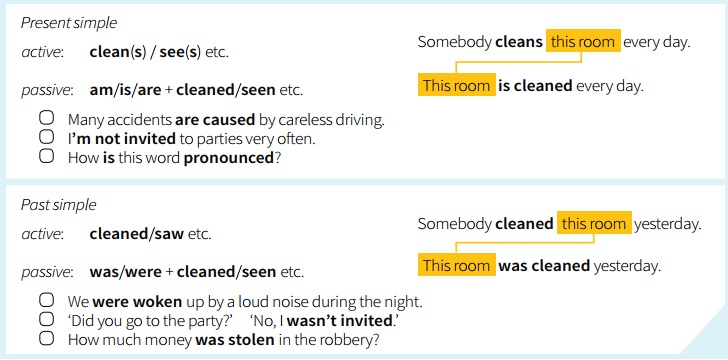 Present simple
active: clean(s) / see(s) etc.
Somebody cleans this room every day.
passive: am/is/are + cleaned/seen etc.
This room is cleaned every day.
Many accidents are caused by careless driving.
I'm not invited to parties very often.
How is this word pronounced?
Past simple
active: cleaned/saw etc.
Somebody cleaned this room yesterday.
passive: was/were + cleaned/seen etc.
This room was cleaned yesterday.
We were woken up by a loud noise during the night.
‘Did you go to the party?’ ‘No, I wasn't invited.’
How much money was stolen in the robbery?